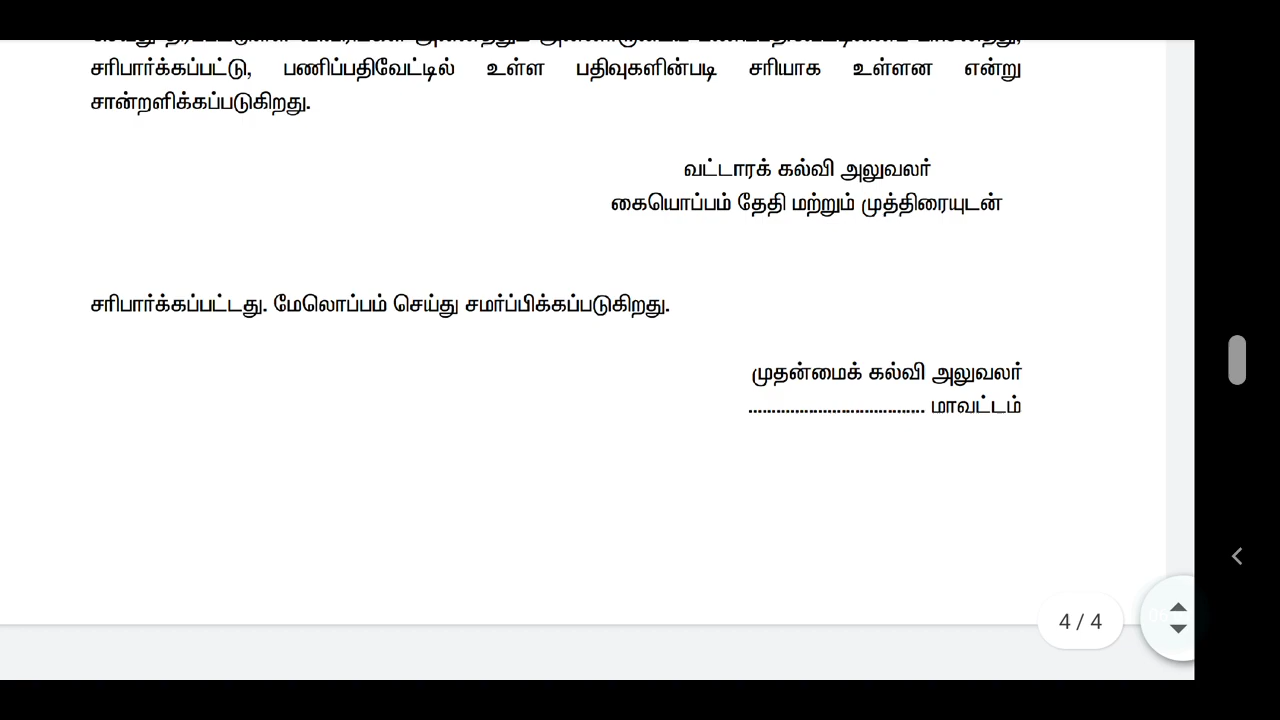 சரிபார்க்கப்பட்டு, பணிப்பதிவேட்டில் உள்ள பதிவுகளின்படி சரியாக உள்ளன என்று
சான்றளிக்கப்படுகிறது.
வட்டாரக் கல்வி அலுவலர்
கையொப்பம் தேதி மற்றும் முத்திரையுடன்
சரிபார்க்கப்பட்டது. மேலொப்பம் செய்து சமர்ப்பிக்கப்படுகிறது.
முதன்மைக் கல்வி அலுவலர்
...................................... மாவட்டம்
4 / 4